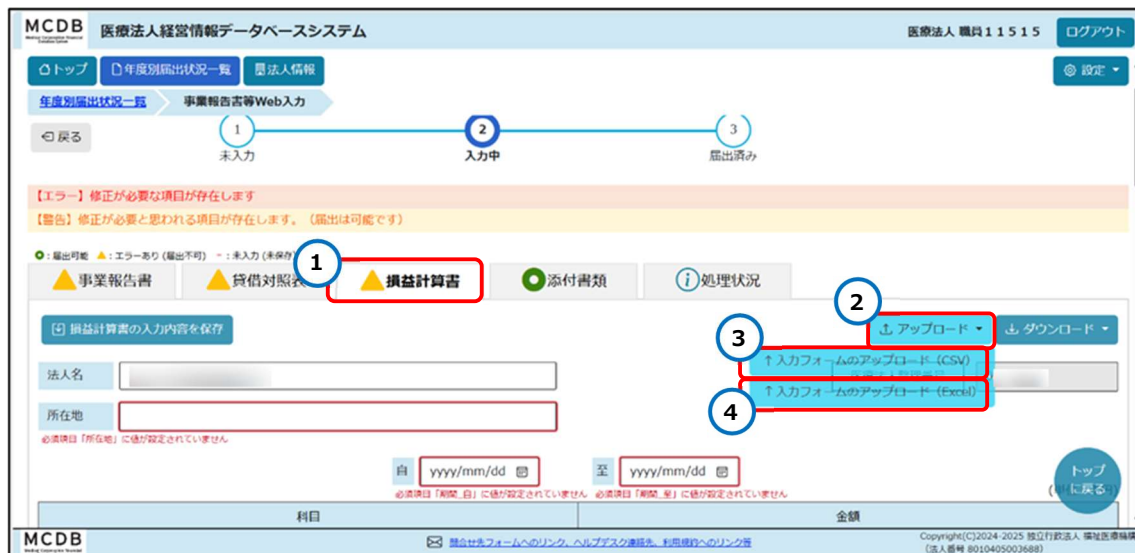 MCDB 医療法人経営情報データベースシステム 医療法人 職員11515 ログアウト
トップ 年度別届出状況一覧 法人情報 設定
年度別届出状況一覧 事業報告書等Web入力
戻る
1 2 3
未入力 入力中 届出済み
【エラー】修正が必要な項目が存在します
【警告】修正が必要と思われる項目が存在します。（届出は可能です）
：届出可能 ：エラーあり (届出不可) - ：未入力 (未保存)
1
事業報告書 貸借対照表 損益計算書 添付書類 処理状況
2
損益計算書の入力内容を保存 アップロード ダウンロード
3
↑入力フォームのアップロード（CSV）
法人名
↑入力フォームのアップロード（Excel）
4
所在地
必須項目「所在地」に値が設定されていません
自 yyyy/mm/dd 至 yyyy/mm/dd
必須項目「期間_自」に値が設定されていません 必須項目「期間_至」に値が設定されていません
トップに戻る
科目 金額
MCDB 問合せ先フォームへのリンク、ヘルプデスク連絡先、利用規約へのリンク等 Copyright(C)2024-2025 独立行政法人 福祉医療機構
（法人番号 8010405003688）